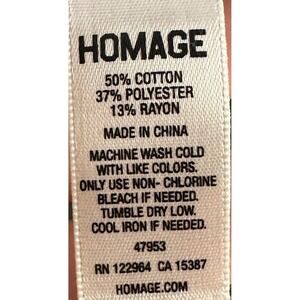 HOMAGE
50% COTTON
37% POLYESTER
13% RAYON
MADE IN CHINA
MACHINE WASH COLD
WITH LIKE COLORS.
ONLY USE NON- CHLORINE
BLEACH IF NEEDED.
TUMBLE DRY LOW.
COOL IRON IF NEEDED.
47953
RN 122964 CA 15387
HOMAGE.COM